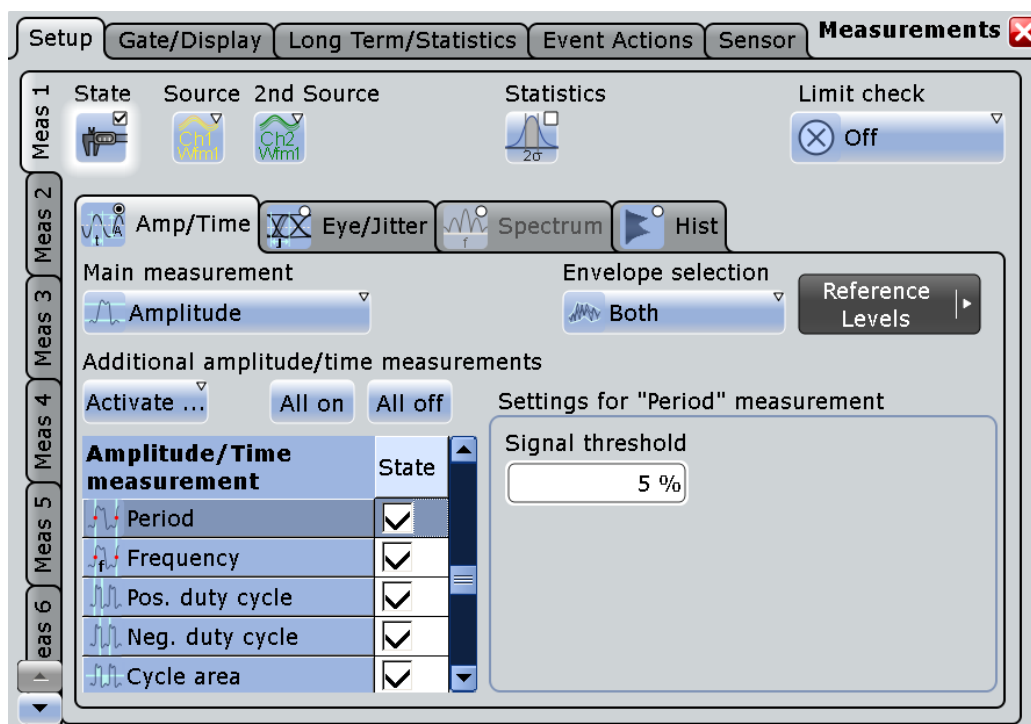 Setup Gate/Display Long Term/Statistics Event Actions Sensor Measurements
Meas 1
Meas 2
Meas 3
Meas 4
Meas 5
eas 6
State Source 2nd Source Statistics Limit check
Ch1
Wfm1
Ch2
Wfm1
2σ
Off
Amp/Time Eye/Jitter Spectrum Hist
Main measurement Envelope selection
Amplitude Both
Reference
Levels
Additional amplitude/time measurements
Activate ... All on All off
Settings for "Period" measurement
Signal threshold
5 %
Amplitude/Time
measurement
State
Period
Frequency
Pos. duty cycle
Neg. duty cycle
Cycle area